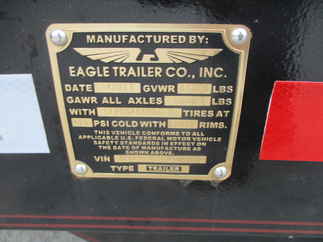 MANUFACTURED BY:
EAGLE TRAILER CO., INC.
DATE GVWR LBS
GAWR ALL AXLES LBS
WITH TIRES AT
PSI COLD WITH RIMS.
THIS VEHICLE CONFORMS TO ALL
APPLICABLE U.S. FEDERAL MOTOR VEHICLE
SAFETY STANDARDS IN EFFECT ON
THE DATE OF MANUFACTURE AS
SHOWN ABOVE.
VIN
TYPE TRAILER